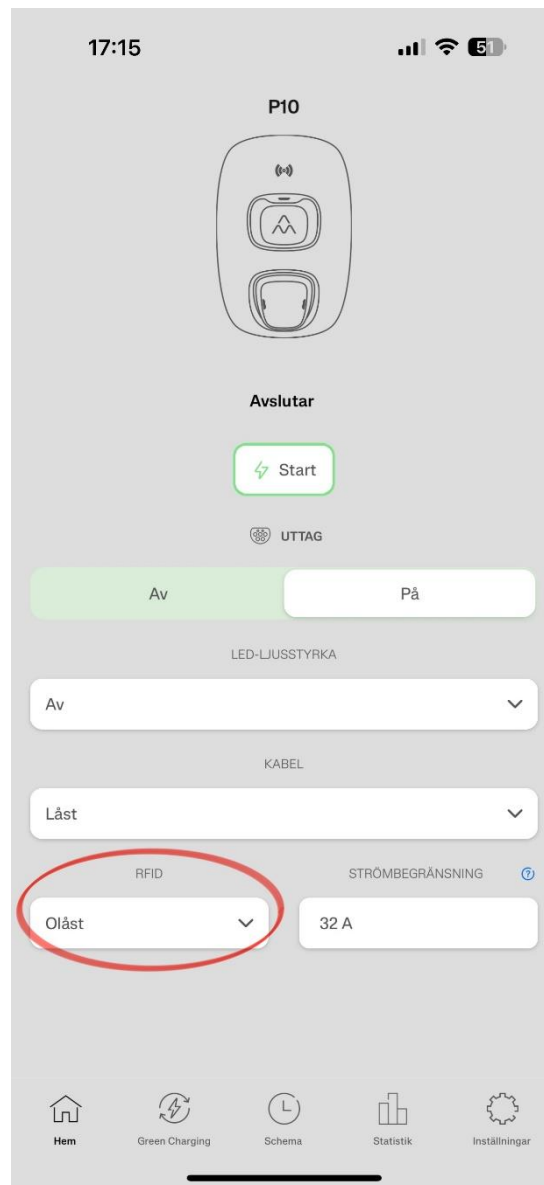 17:15
51
P10
Avslutar
Start
UTTAG
Av
På
LED-LJUSSTYRKA
Av
KABEL
Låst
RFID
STRÖMBEGRÄNSNING ?
Olåst
32 A
Hem
Green Charging
Schema
Statistik
Inställningar